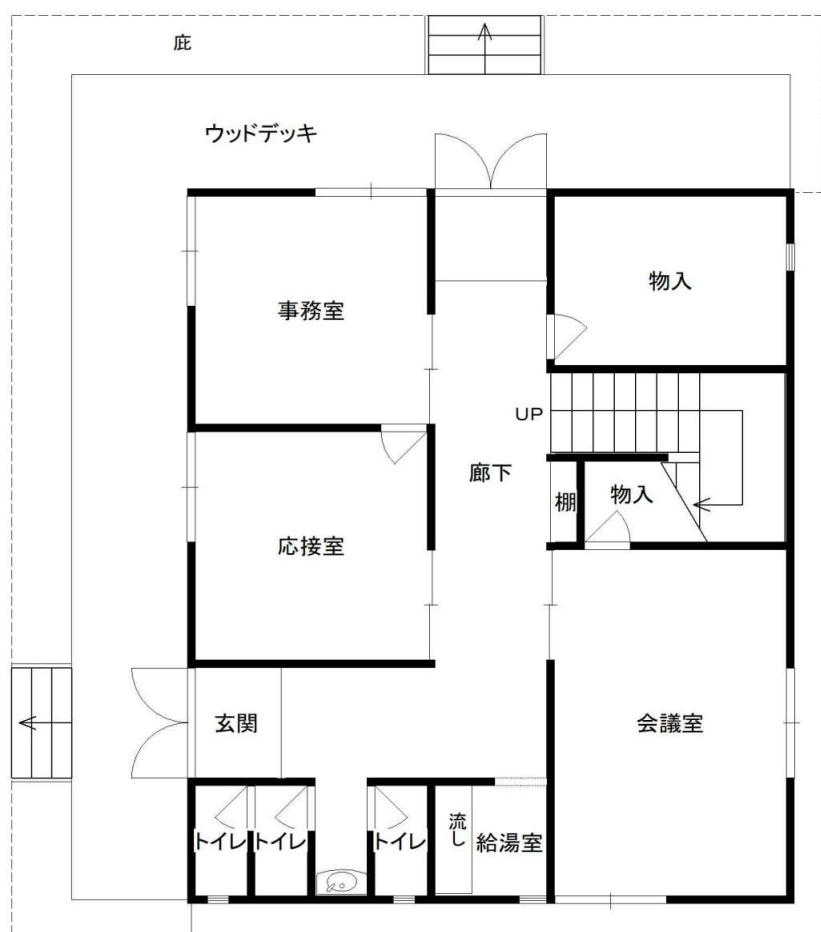 庇
ウッドデッキ
事務室
物入
UP
廊下
棚
物入
応接室
玄関
会議室
トイレ
トイレ
トイレ
流し
給湯室